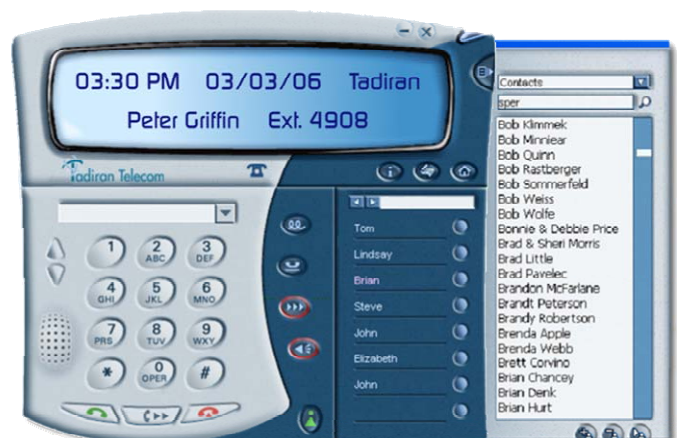 03:30 PM 03/03/06 Tadiran
Peter Griffin Ext. 4908
Tadiran Telecom
1
2 ABC
3 DEF
4 GHI
5 JKL
6 MNO
7 PRS
8 TUV
9 WXY
*
0 OPER
#
Tom
Lindsay
Brian
Steve
John
Elizabeth
John
Contacts
sper
Bob Klimmek
Bob Minniear
Bob Quinn
Bob Rastberger
Bob Sommerfeld
Bob Weiss
Bob Wolfe
Bonnie & Debbie Price
Brad & Sheri Morris
Brad Little
Brad Pavelec
Brandon McFarlane
Brandt Peterson
Brandy Robertson
Brenda Apple
Brenda Webb
Brett Corvino
Brian Chancey
Brian Denk
Brian Hurt